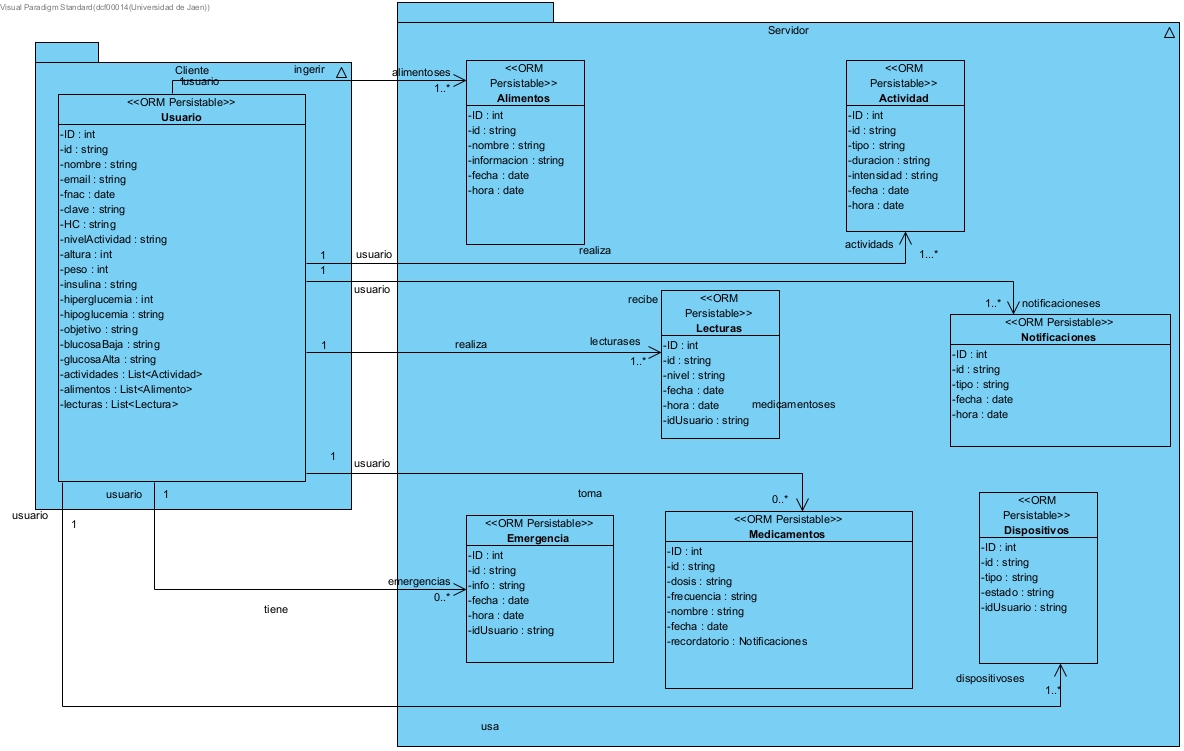 Visual Paradigm Standard(dcf00014(Universidad de Jaen))
Servidor
Cliente
ingerir
1usuario
alimentoses
1..*
<<ORM Persistable>>
Usuario
-ID : int
-id : string
-nombre : string
-email : string
-fnac : date
-clave : string
-HC : string
-nivelActividad : string
-altura : int
-peso : int
-insulina : string
-hiperglucemia : int
-hipoglucemia : string
-objetivo : string
-blucosaBaja : string
-glucosaAlta : string
-actividades : List<Actividad>
-alimentos : List<Alimento>
-lecturas : List<Lectura>
<<ORM
Persistable>>
Alimentos
-ID : int
-id : string
-nombre : string
-informacion : string
-fecha : date
-hora : date
<<ORM
Persistable>>
Actividad
-ID : int
-id : string
-tipo : string
-duracion : string
-intensidad : string
-fecha : date
-hora : date
1
usuario
realiza
actividads
1...*
1
usuario
recibe
1..*
notificacioneses
<<ORM
Persistable>>
Lecturas
-ID : int
-id : string
-nivel : string
-fecha : date
-hora : date
-idUsuario : string
<<ORM Persistable>>
Notificaciones
-ID : int
-id : string
-tipo : string
-fecha : date
-hora : date
1
realiza
lecturases
1..*
medicamentoses
1
usuario
toma
0..*
usuario
1
usuario
1
emergencias
0..*
tiene
<<ORM Persistable>>
Emergencia
-ID : int
-id : string
-info : string
-fecha : date
-hora : date
-idUsuario : string
<<ORM Persistable>>
Medicamentos
-ID : int
-id : string
-dosis : string
-frecuencia : string
-nombre : string
-fecha : date
-recordatorio : Notificaciones
<<ORM
Persistable>>
Dispositivos
-ID : int
-id : string
-tipo : string
-estado : string
-idUsuario : string
dispositivoses
1..*
usa